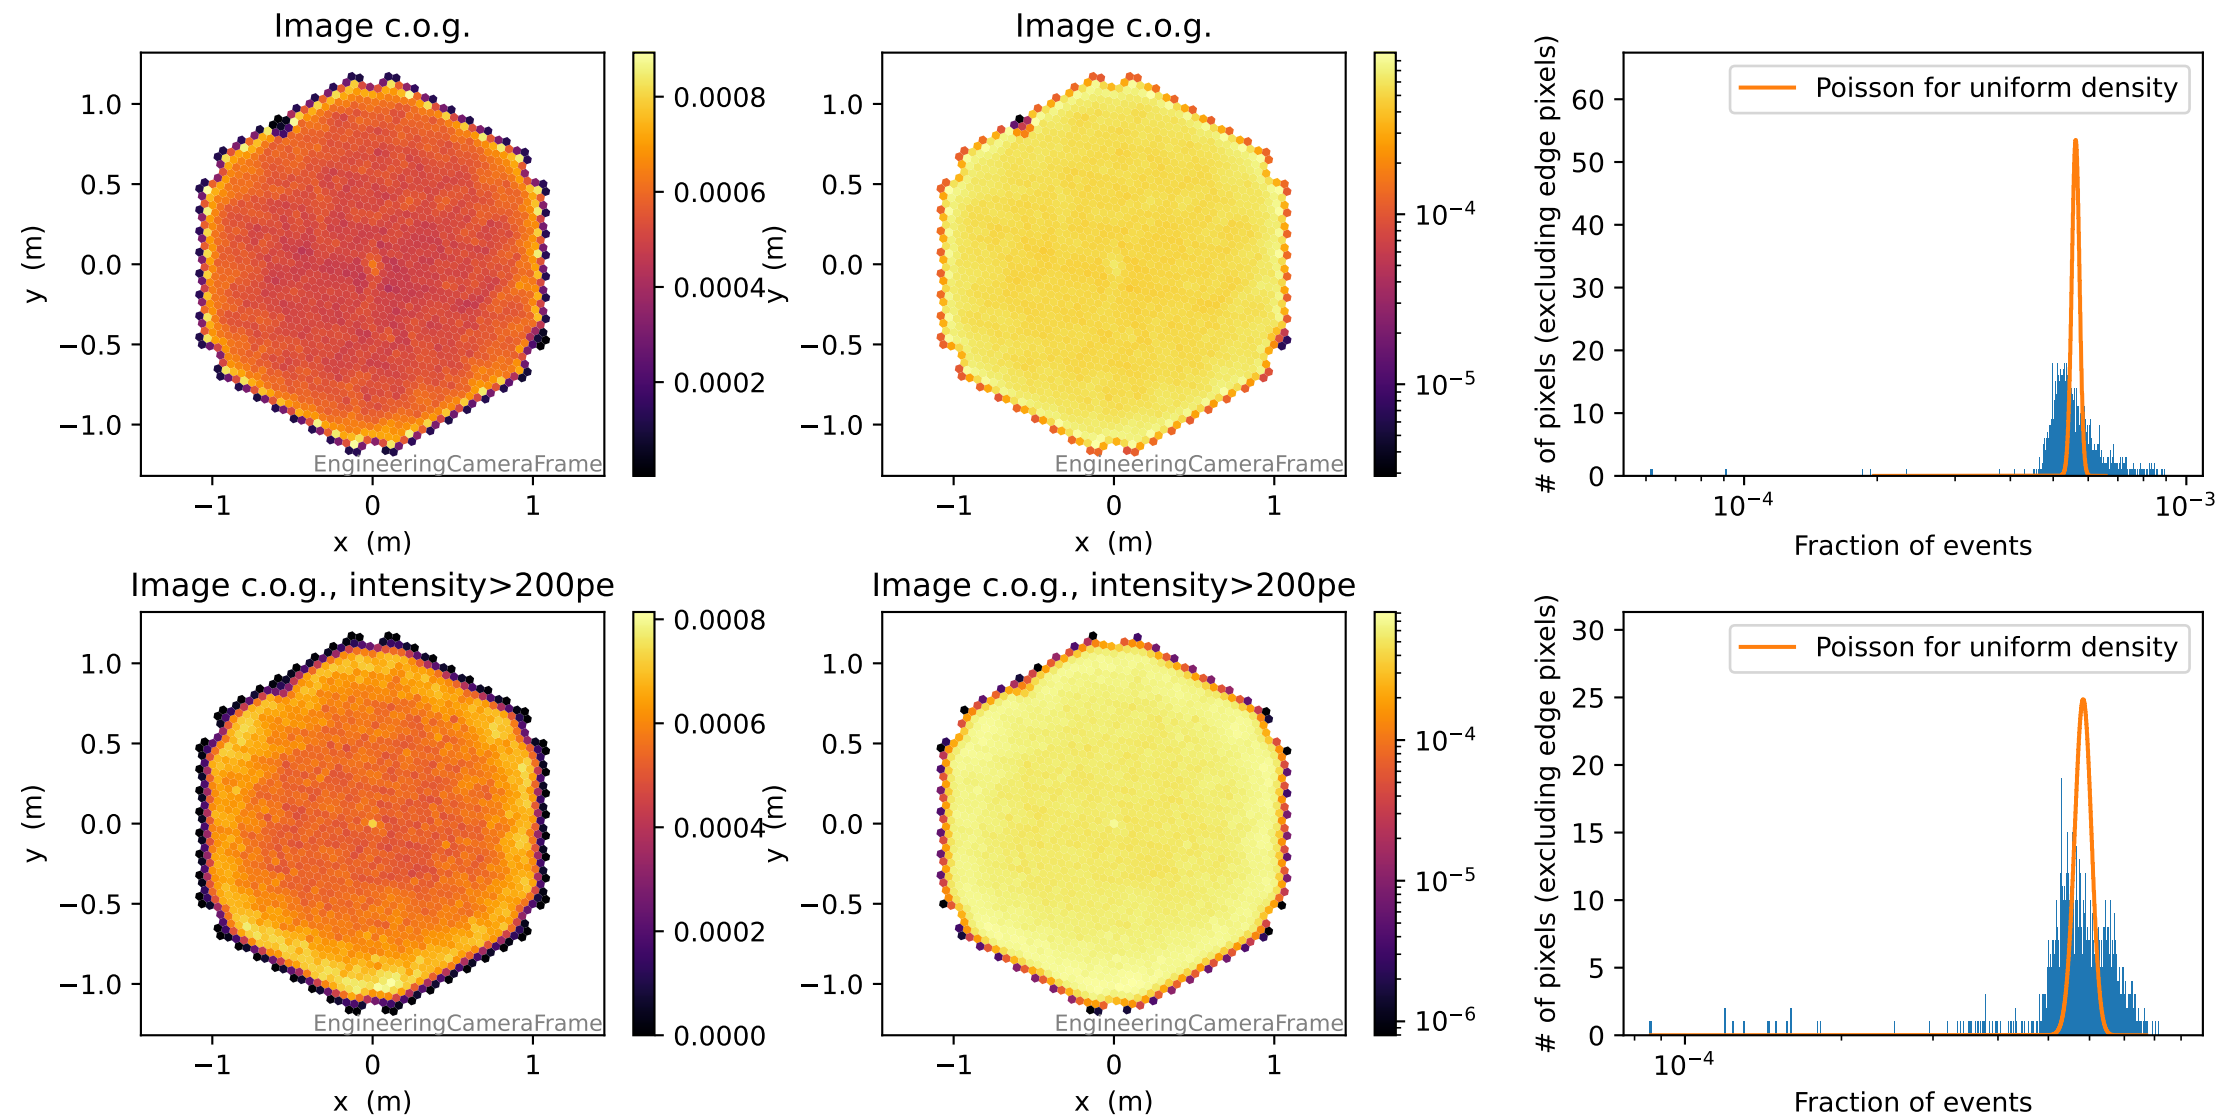 Image c.o.g.
1.0
0.5
0.0
−0.5
−1.0
y (m)
−1
0
1
x (m)
EngineeringCameraFrame
0.0008
0.0006
0.0004
0.0002
Image c.o.g.
y (m)
1.0
0.5
0.0
−0.5
−1.0
−1
0
1
x (m)
EngineeringCameraFrame
10⁻⁴
10⁻⁵
# of pixels (excluding edge pixels)
60
50
40
30
20
10
0
Poisson for uniform density
10⁻⁴
10⁻³
Fraction of events
Image c.o.g., intensity>200pe
1.0
0.5
0.0
−0.5
−1.0
y (m)
−1
0
1
x (m)
EngineeringCameraFrame
0.0008
0.0006
0.0004
0.0002
0.0000
Image c.o.g., intensity>200pe
y (m)
1.0
0.5
0.0
−0.5
−1.0
−1
0
1
x (m)
EngineeringCameraFrame
10⁻⁴
10⁻⁵
10⁻⁶
# of pixels (excluding edge pixels)
30
25
20
15
10
5
0
Poisson for uniform density
10⁻⁴
Fraction of events